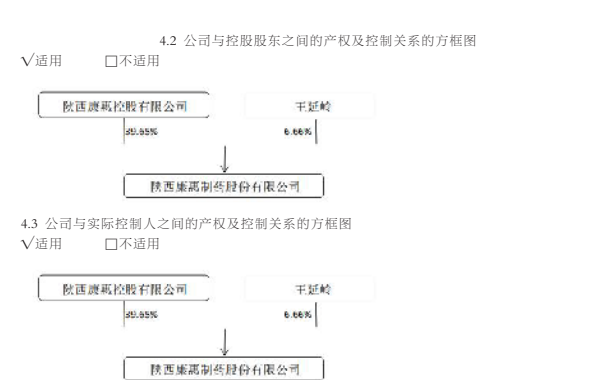 4.2 公司与控股股东之间的产权及控制关系的方框图
√适用 □不适用
陕西康惠控股有限公司 王延岭
39.65% 6.66%
陕西康惠制药股份有限公司
4.3 公司与实际控制人之间的产权及控制关系的方框图
√适用 □不适用
陕西康惠控股有限公司 王延岭
39.65% 6.66%
陕西康惠制药股份有限公司